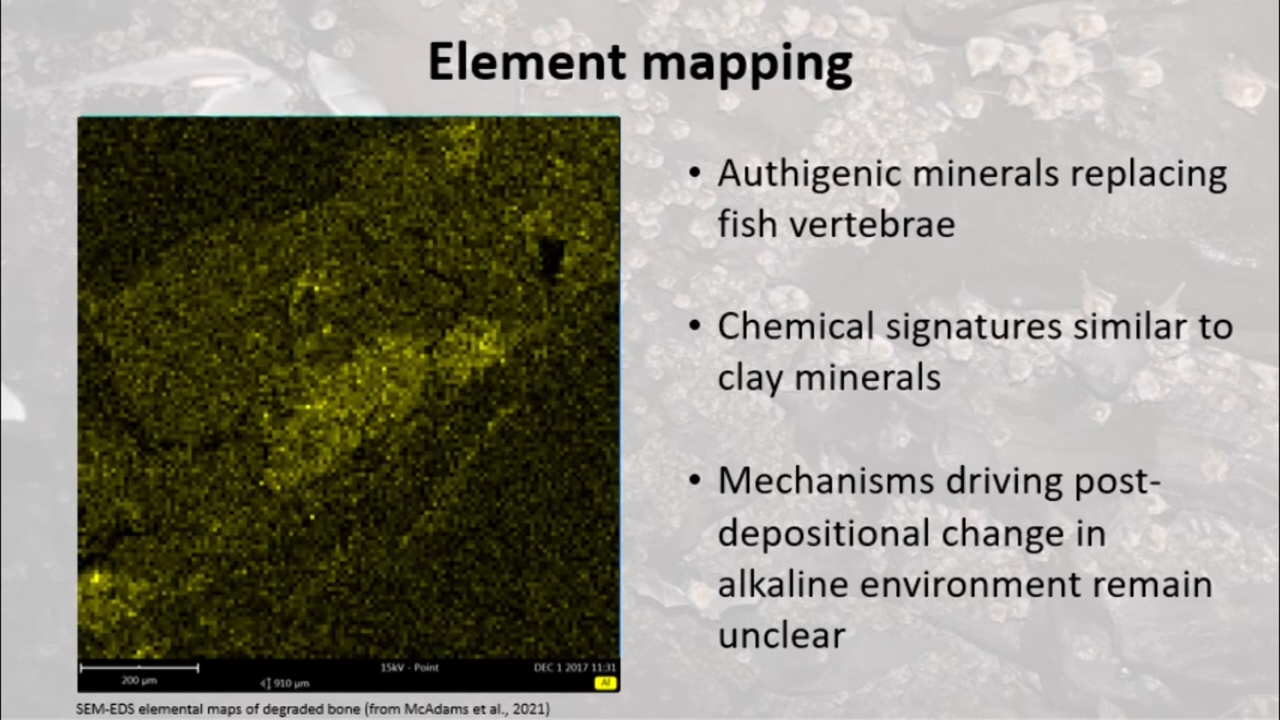 Element mapping
• Authigenic minerals replacing
fish vertebrae
• Chemical signatures similar to
clay minerals
• Mechanisms driving post-
depositional change in
alkaline environment remain
unclear
200 µm
910 µm
15kV - Point
DEC 1 2017 11:31
Al
SEM-EDS elemental maps of degraded bone (from McAdams et al., 2021)